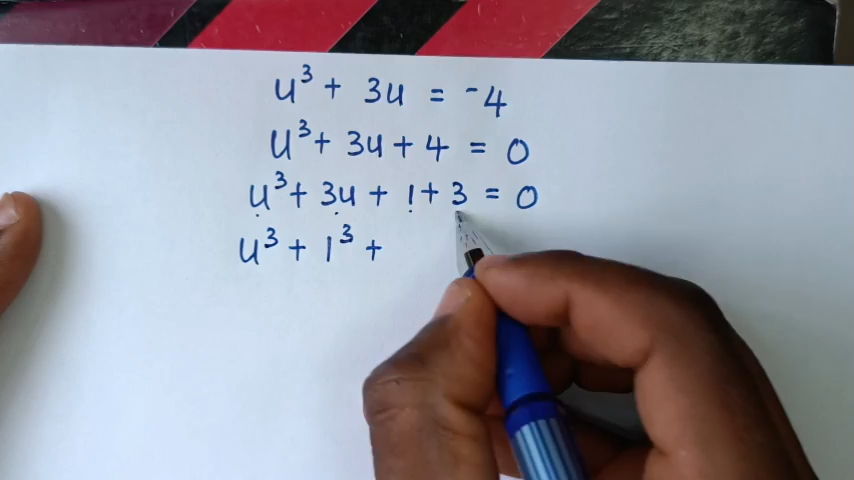 u³ + 3u = -4
u³ + 3u + 4 = 0
u³ + 3u + 1 + 3 = 0
u³ + 1³ +